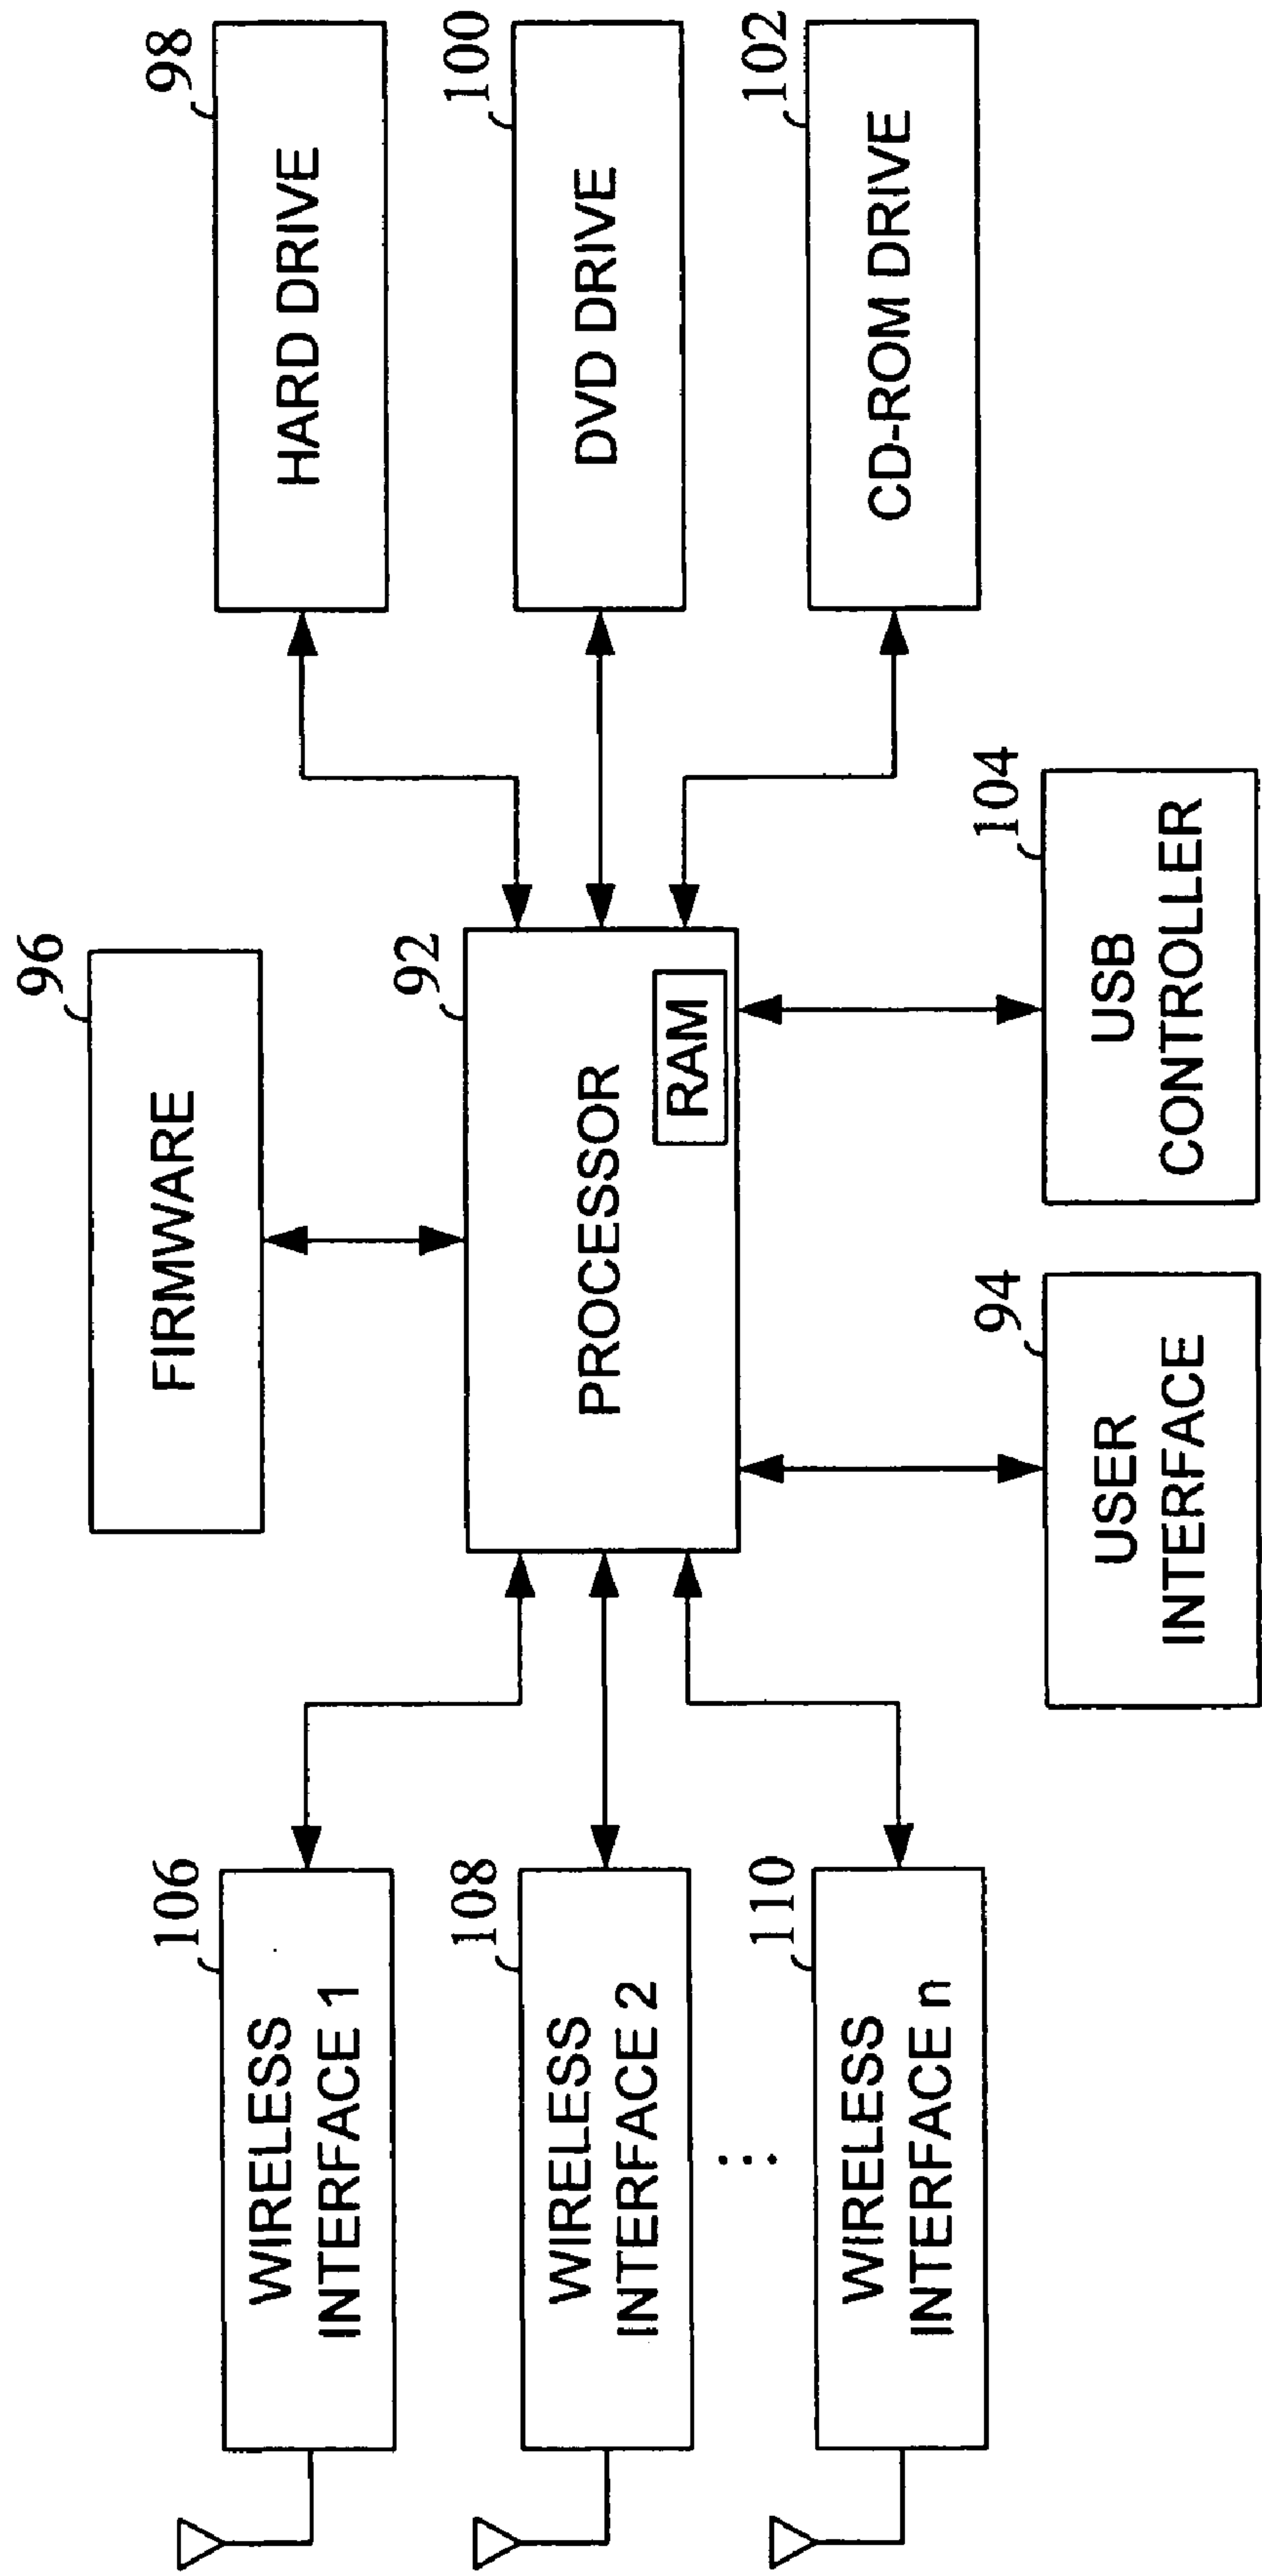 96
FIRMWARE
106
WIRELESS
INTERFACE 1
108
WIRELESS
INTERFACE 2
⋮
110
WIRELESS
INTERFACE n
92
PROCESSOR
RAM
98
HARD DRIVE
100
DVD DRIVE
102
CD-ROM DRIVE
94
USER
INTERFACE
104
USB
CONTROLLER